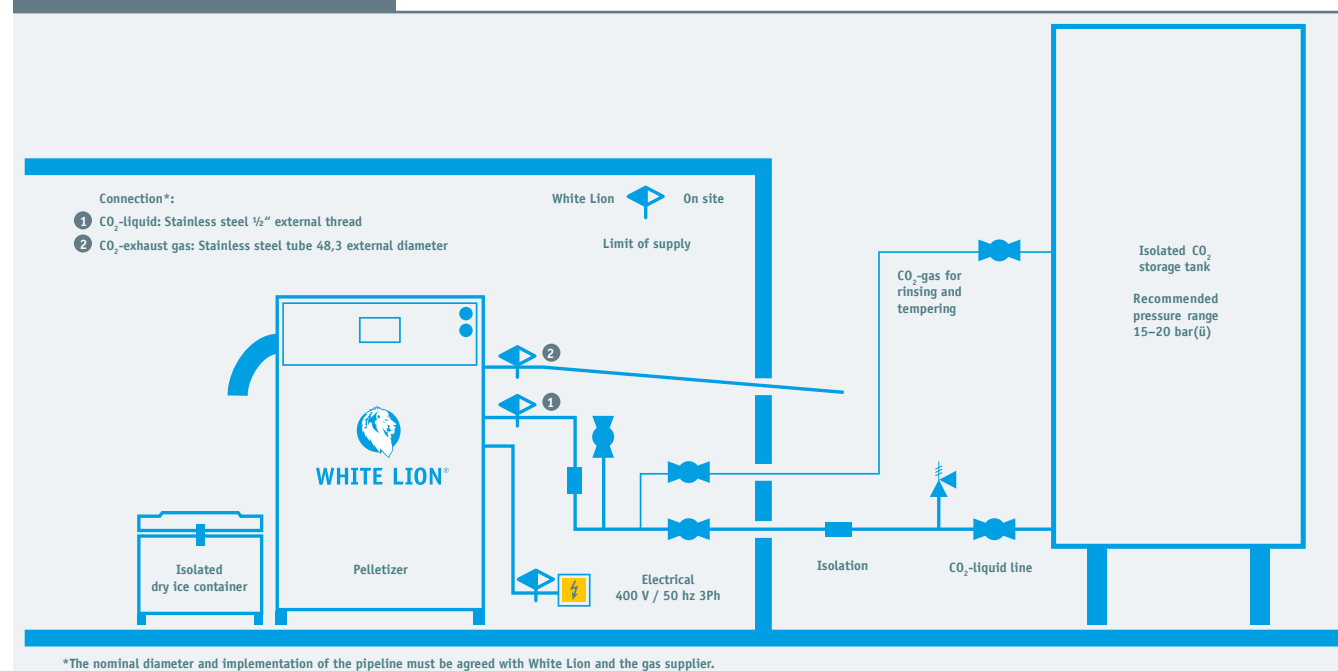 Connection*:
1 CO₂-liquid: Stainless steel ½“ external thread
2 CO₂-exhaust gas: Stainless steel tube 48,3 external diameter
White Lion
On site
Limit of supply
CO₂-gas for
rinsing and
tempering
Isolated CO₂
storage tank
Recommended
pressure range
15–20 bar(ü)
2
1
WHITE LION®
Isolated
dry ice container
Pelletizer
Electrical
400 V / 50 hz 3Ph
Isolation
CO₂-liquid line
*The nominal diameter and implementation of the pipeline must be agreed with White Lion and the gas supplier.